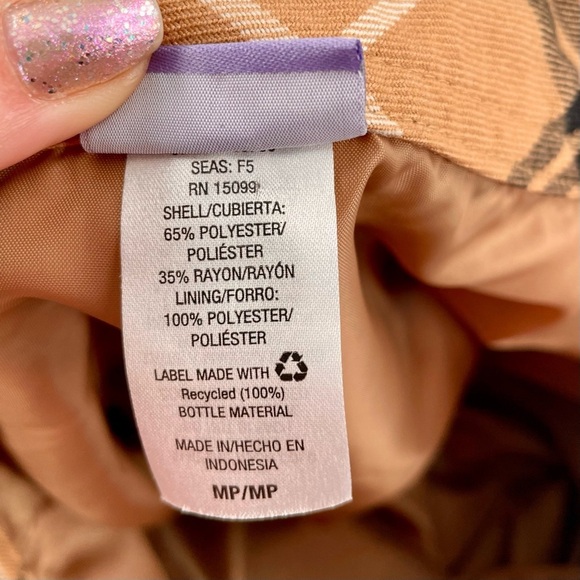 SEAS: F5
RN 15099
SHELL/CUBIERTA:
65% POLYESTER/
POLIÉSTER
35% RAYON/RAYÓN
LINING/FORRO:
100% POLYESTER/
POLIÉSTER
LABEL MADE WITH
Recycled (100%)
BOTTLE MATERIAL
MADE IN/HECHO EN
INDONESIA
MP/MP